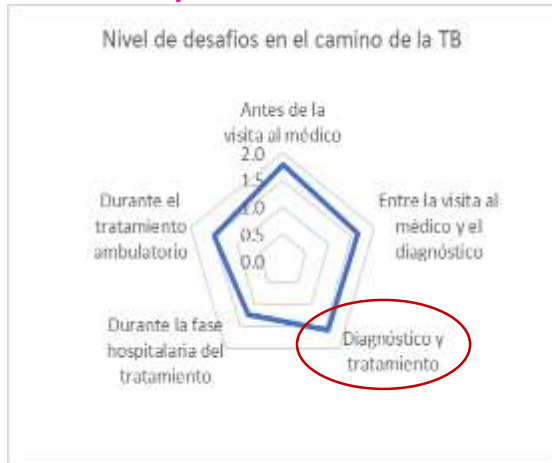 Nivel de desafios en el camino de la TB
Antes de la
visita al médico
2.0
1.5
1.0
0.5
0.0
Entre la visita al
médico y el
diagnóstico
Diagnóstico y
tratamiento
Durante la fase
hospitalaria del
tratamiento
Durante el
tratamiento
ambulatorio